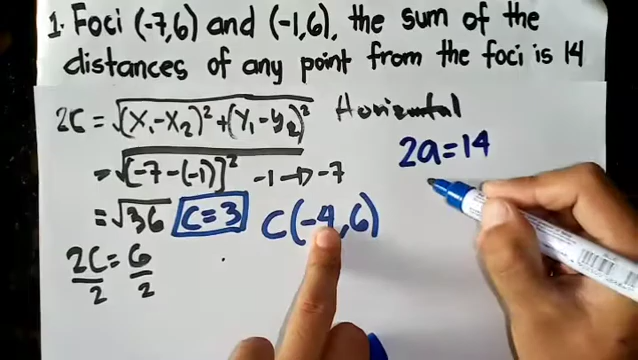 1. Foci (-7,6) and (-1,6), the sum of the
distances of any point from the foci is 14
2C = √(X₁-X₂)² + (Y₁-Y₂)² Horizontal
2a=14
= √[-7-(-1)]² -1 → -7
= √36 C=3 C(-4,6)
2C/2 = 6/2